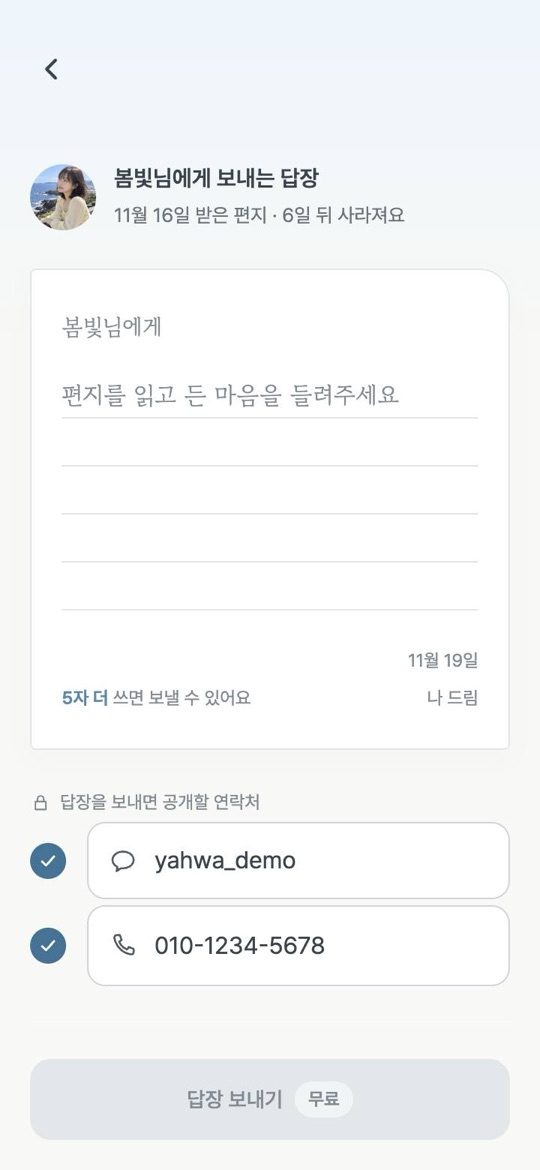 봄빛님에게 보내는 답장
11월 16일 받은 편지 · 6일 뒤 사라져요
봄빛님에게
편지를 읽고 든 마음을 들려주세요
11월 19일
5자 더 쓰면 보낼 수 있어요
나 드림
답장을 보내면 공개할 연락처
yahwa_demo
010-1234-5678
답장 보내기 무료